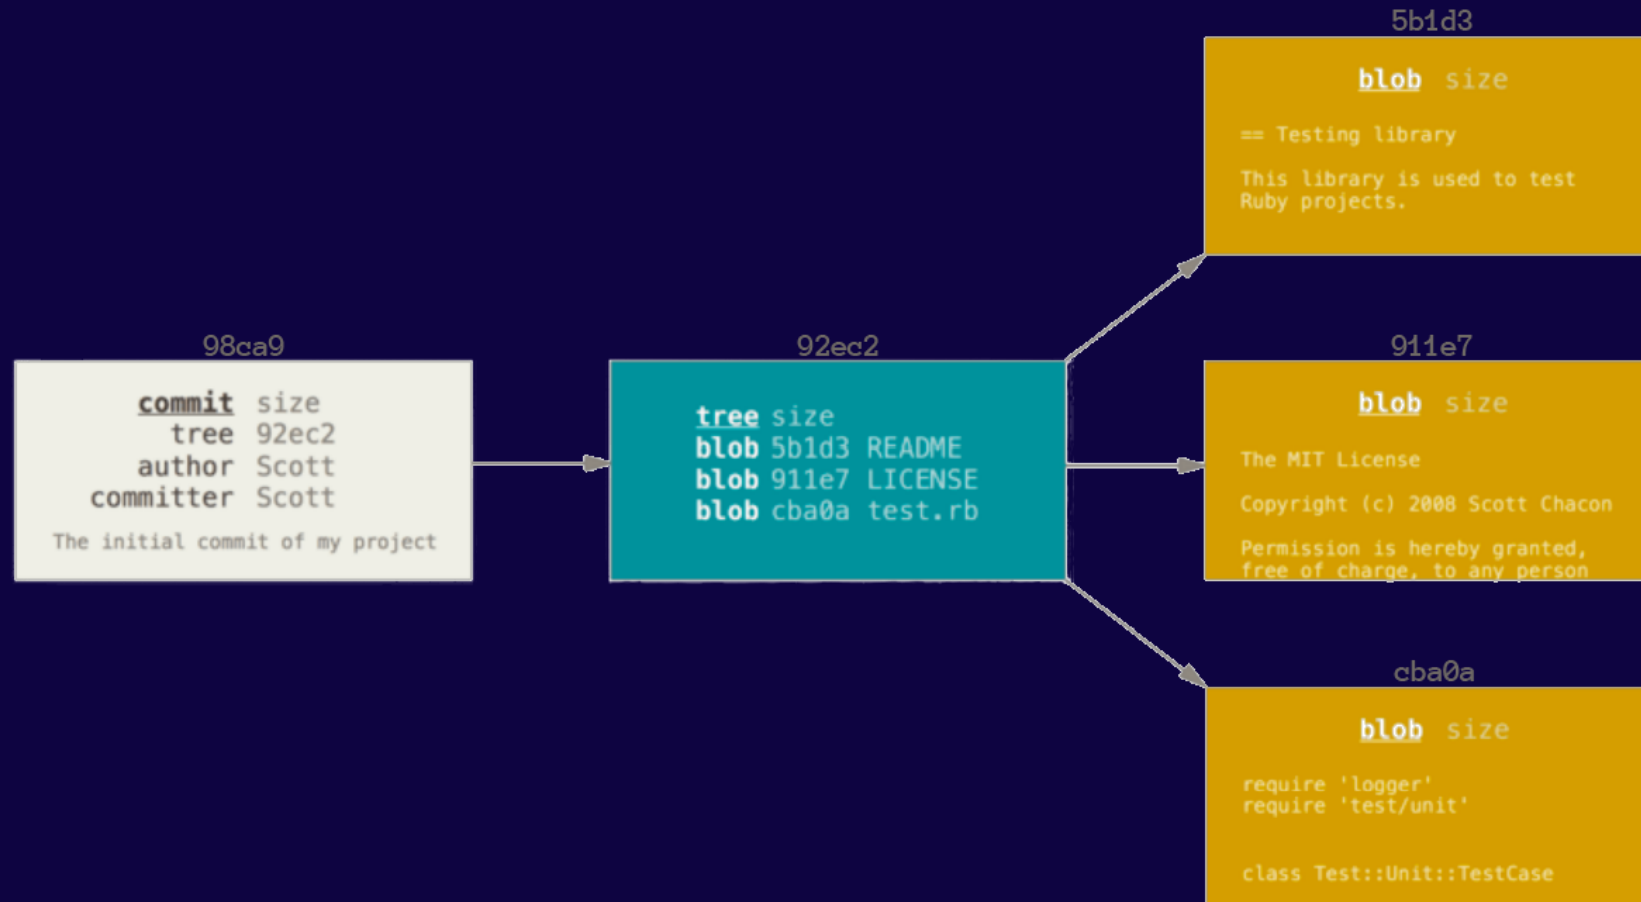 98ca9
commit size
tree 92ec2
author Scott
committer Scott
The initial commit of my project
92ec2
tree size
blob 5b1d3 README
blob 911e7 LICENSE
blob cba0a test.rb
5b1d3
blob size
== Testing library
This library is used to test
Ruby projects.
911e7
blob size
The MIT License
Copyright (c) 2008 Scott Chacon
Permission is hereby granted,
free of charge, to any person
cba0a
blob size
require 'logger'
require 'test/unit'
class Test::Unit::TestCase